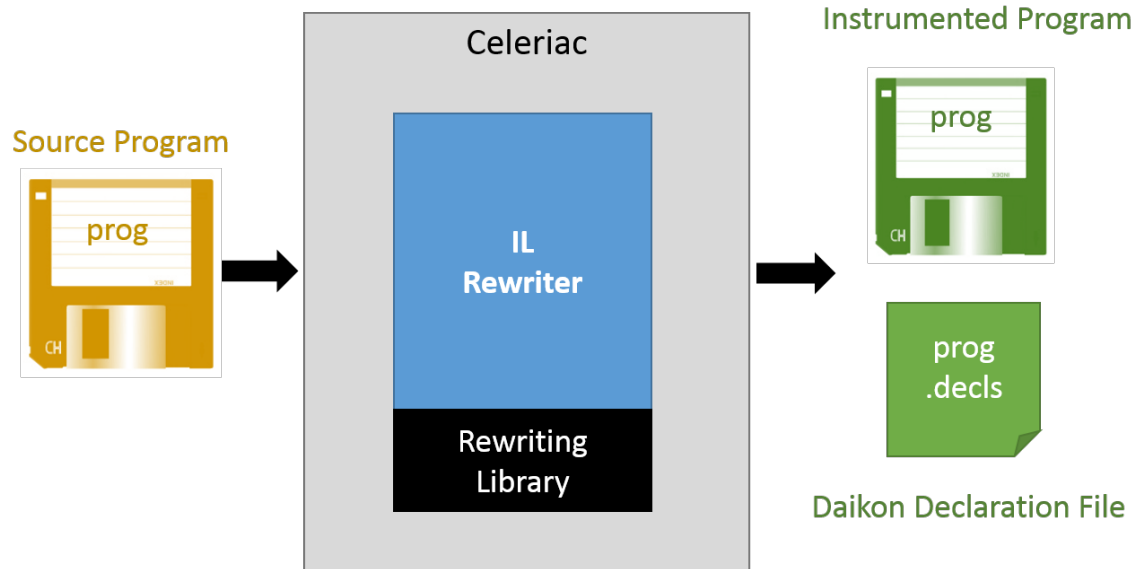 Source Program
prog
CH
Celeriac
IL
Rewriter
Rewriting
Library
Instrumented Program
prog
CH
prog
.decls
Daikon Declaration File